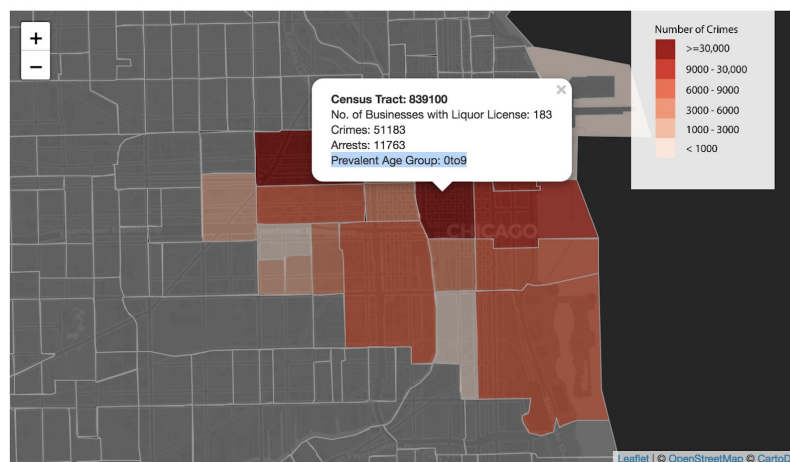 +
−
Census Tract: 839100
No. of Businesses with Liquor License: 183
Crimes: 51183
Arrests: 11763
Prevalent Age Group: 0to9
×
Number of Crimes
>=30,000
9000 - 30,000
6000 - 9000
3000 - 6000
1000 - 3000
< 1000
CHICAGO
Leaflet | © OpenStreetMap © CartoD